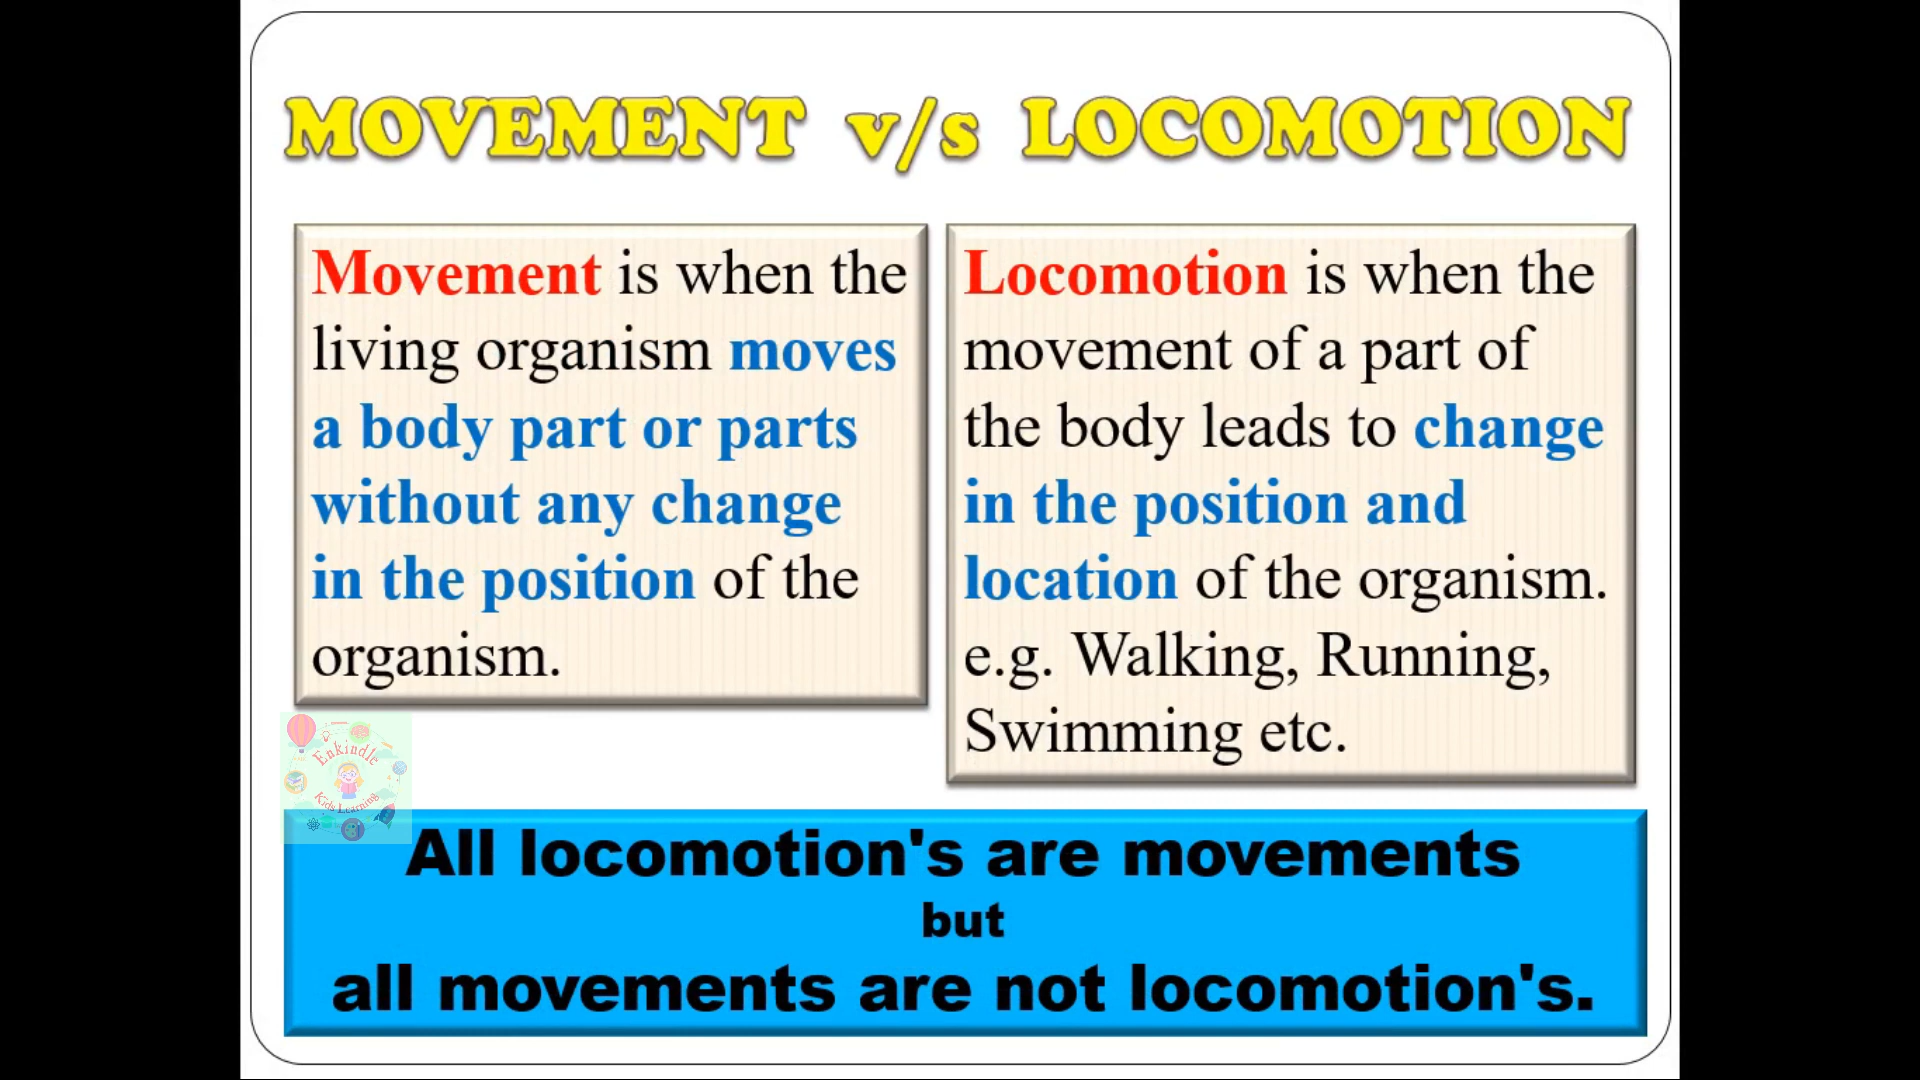 MOVEMENT v/s LOCOMOTION
Movement is when the
living organism moves
a body part or parts
without any change
in the position of the
organism.
Locomotion is when the
movement of a part of
the body leads to change
in the position and
location of the organism.
e.g. Walking, Running,
Swimming etc.
Enkindle
Kids Learning
All locomotion's are movements
but
all movements are not locomotion's.